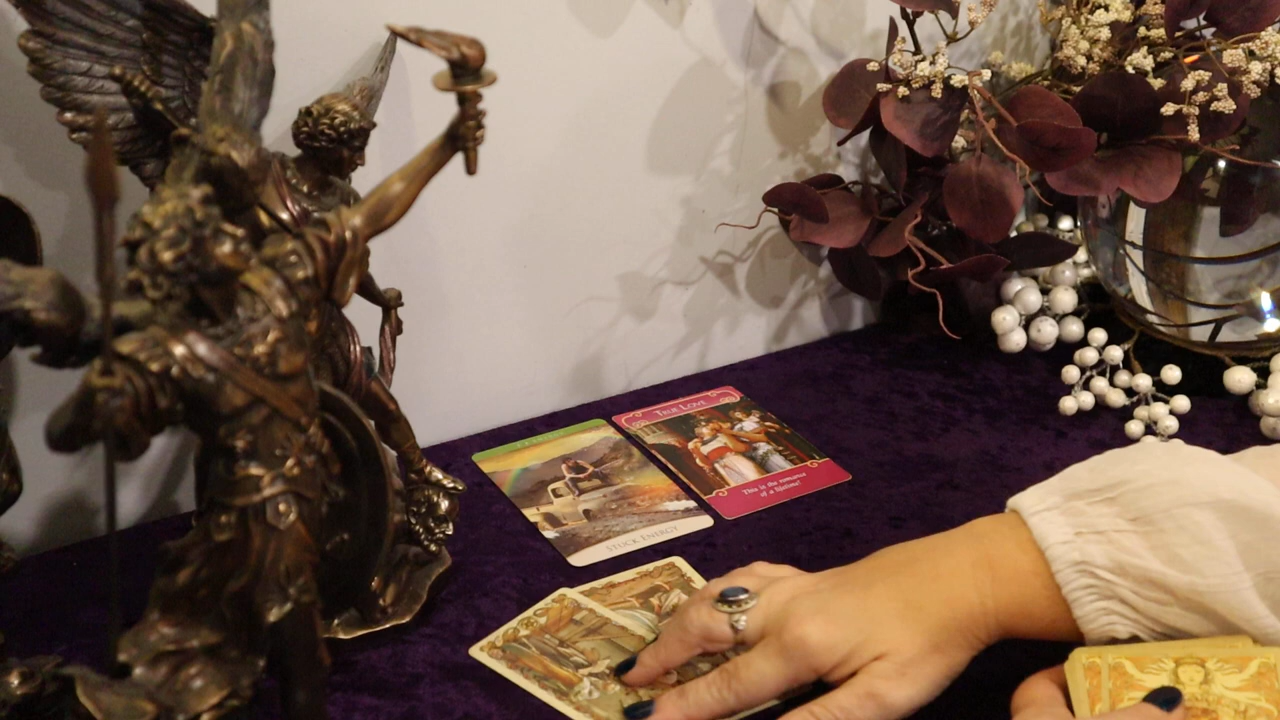 TRUE LOVE
This is the romance
of a lifetime!
STUCK ENERGY